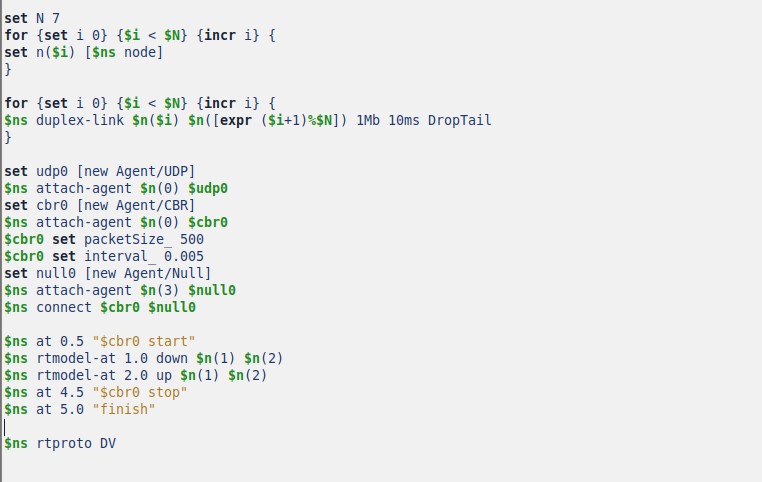 set N 7
for {set i 0} {$i < $N} {incr i} {
set n($i) [$ns node]
}
for {set i 0} {$i < $N} {incr i} {
$ns duplex-link $n($i) $n([expr ($i+1)%$N]) 1Mb 10ms DropTail
}
set udp0 [new Agent/UDP]
$ns attach-agent $n(0) $udp0
set cbr0 [new Agent/CBR]
$ns attach-agent $n(0) $cbr0
$cbr0 set packetSize_ 500
$cbr0 set interval_ 0.005
set null0 [new Agent/Null]
$ns attach-agent $n(3) $null0
$ns connect $cbr0 $null0
$ns at 0.5 "$cbr0 start"
$ns rtmodel-at 1.0 down $n(1) $n(2)
$ns rtmodel-at 2.0 up $n(1) $n(2)
$ns at 4.5 "$cbr0 stop"
$ns at 5.0 "finish"
$ns rtproto DV